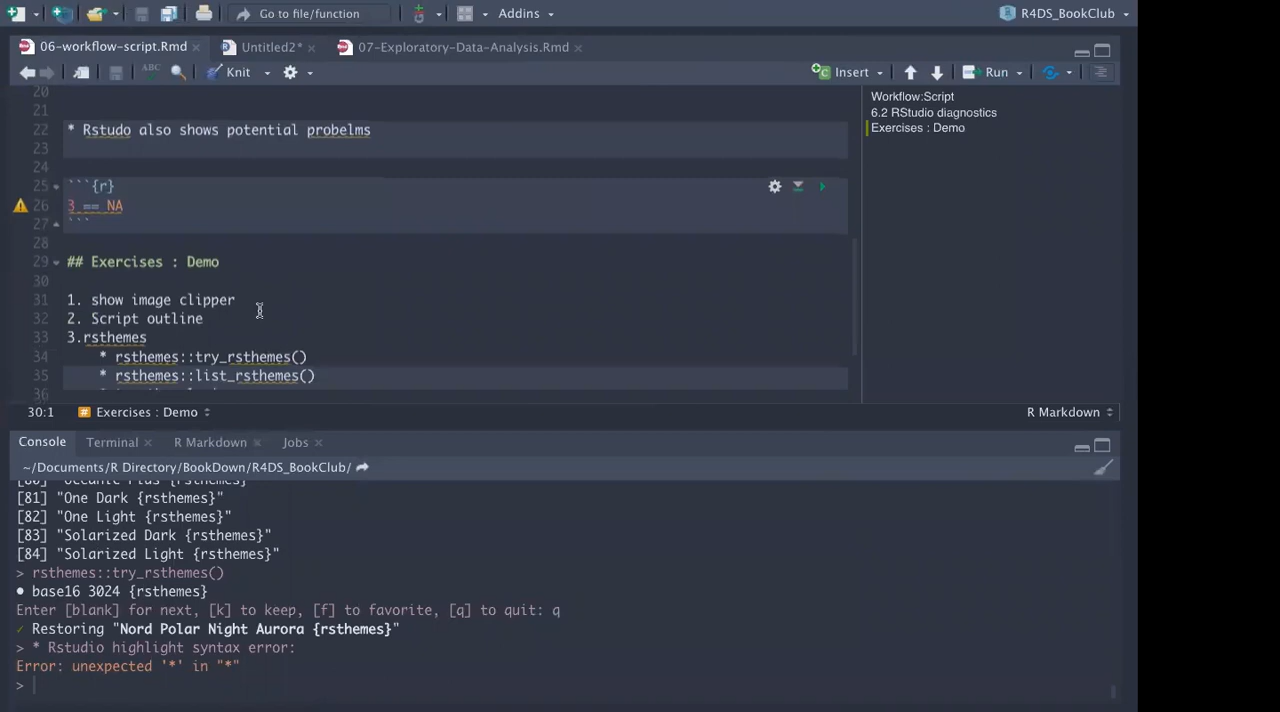 Go to file/function
Addins
R4DS_BookClub
06-workflow-script.Rmd
Untitled2*
07-Exploratory-Data-Analysis.Rmd
ABC
Knit
Insert
Run
20
21
22 * Rstudo also shows potential probelms
23
24
25 ```{r}
26 3 == NA
27 ```
28
29 ## Exercises : Demo
30
31 1. show image clipper
32 2. Script outline
33 3.rsthemes
34 * rsthemes::try_rsthemes()
35 * rsthemes::list_rsthemes()
36
Workflow:Script
6.2 RStudio diagnostics
Exercises : Demo
30:1
# Exercises : Demo
R Markdown
Console
Terminal
R Markdown
Jobs
~/Documents/R Directory/BookDown/R4DS_BookClub/
[80] "Oceanic Plus {rsthemes}"
[81] "One Dark {rsthemes}"
[82] "One Light {rsthemes}"
[83] "Solarized Dark {rsthemes}"
[84] "Solarized Light {rsthemes}"
> rsthemes::try_rsthemes()
● base16 3024 {rsthemes}
Enter [blank] for next, [k] to keep, [f] to favorite, [q] to quit: q
✓ Restoring "Nord Polar Night Aurora {rsthemes}"
> * Rstudio highlight syntax error:
Error: unexpected '*' in "*"
>